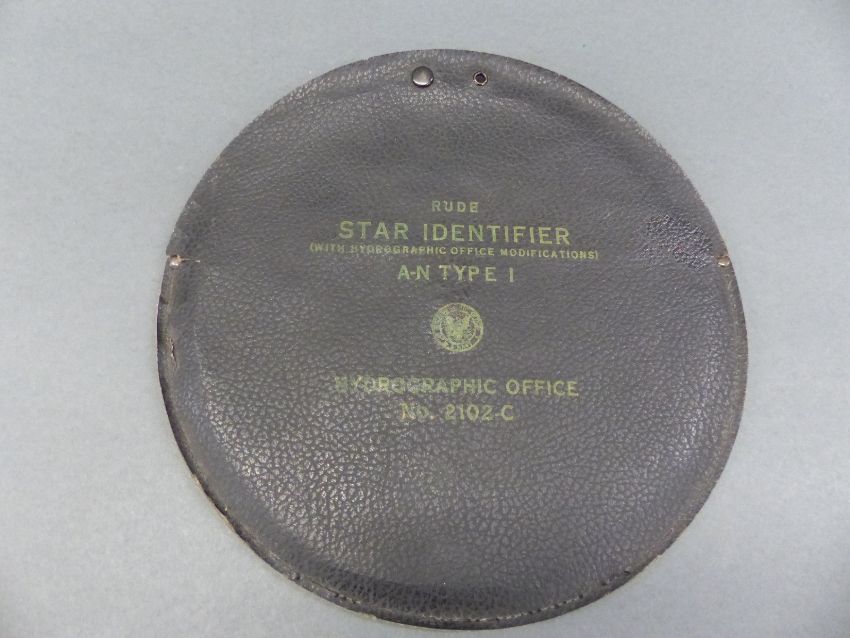 RUDE
STAR IDENTIFIER
(WITH HYDROGRAPHIC OFFICE MODIFICATIONS)
A-N TYPE I
HYDROGRAPHIC OFFICE
No. 2102-C